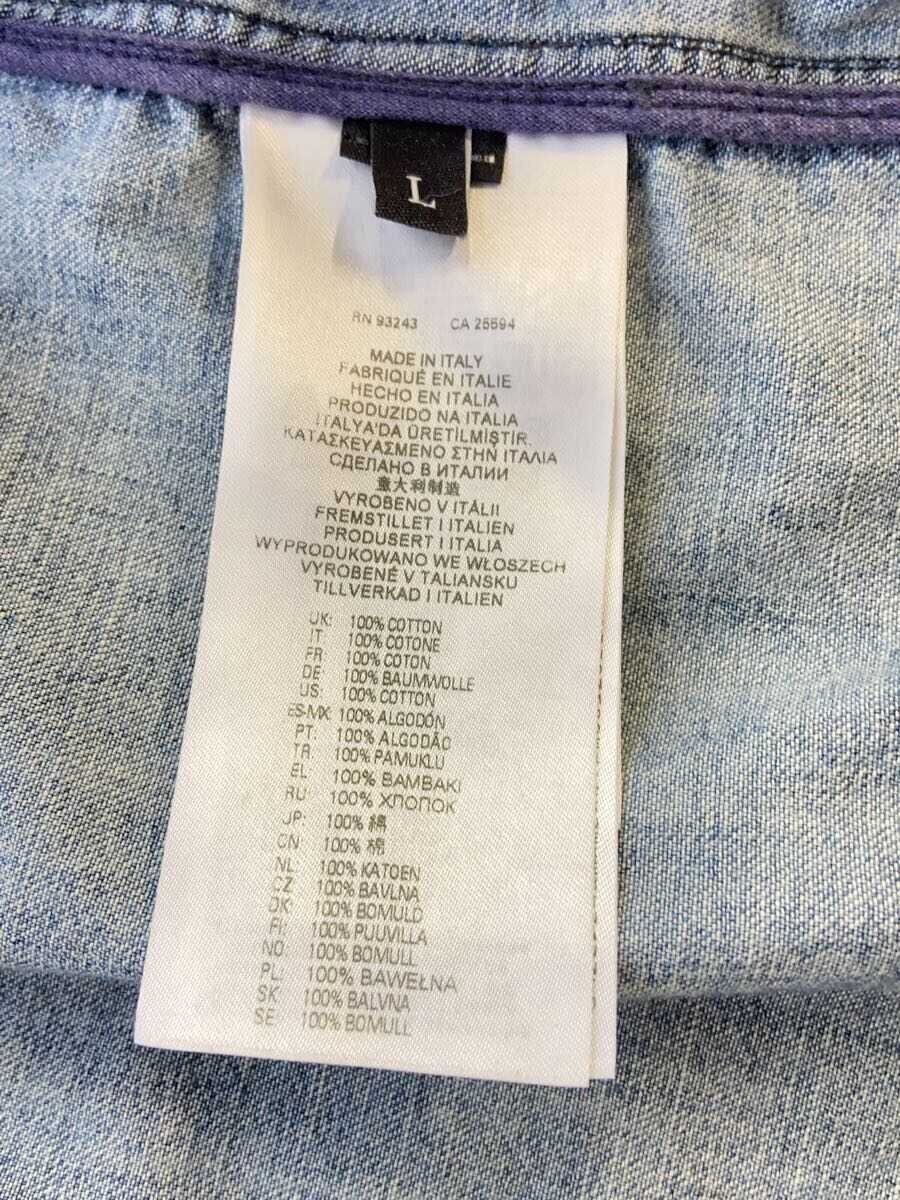 L
RN 93243 CA 25594
MADE IN ITALY
FABRIQUÉ EN ITALIE
HECHO EN ITALIA
PRODUZIDO NA ITALIA
ITALYA'DA ÜRETILMIŞTIR.
ΚΑΤΑΣΚΕΥΑΣΜΕΝΟ ΣΤΗΝ ΙΤΑΛΙΑ
СДЕЛАНО В ИТАЛИИ
意大利制造
VYROBENO V ITÁLII
FREMSTILLET I ITALIEN
PRODUSERT I ITALIA
WYPRODUKOWANO WE WŁOSZECH
VYROBENÉ V TALIANSKU
TILLVERKAD I ITALIEN
UK: 100% COTTON
IT: 100% COTONE
FR: 100% COTON
DE: 100% BAUMWOLLE
US: 100% COTTON
ES-MX: 100% ALGODÓN
PT: 100% ALGODÃO
TR: 100% PAMUKLU
EL: 100% ΒΑΜΒΑΚΙ
RU: 100% ХЛОПОК
JP: 100% 綿
CN: 100% 棉
NL: 100% KATOEN
CZ: 100% BAVLNA
DK: 100% BOMULD
FI: 100% PUUVILLA
NO: 100% BOMULL
PL: 100% BAWEŁNA
SK: 100% BALVNA
SE: 100% BOMULL